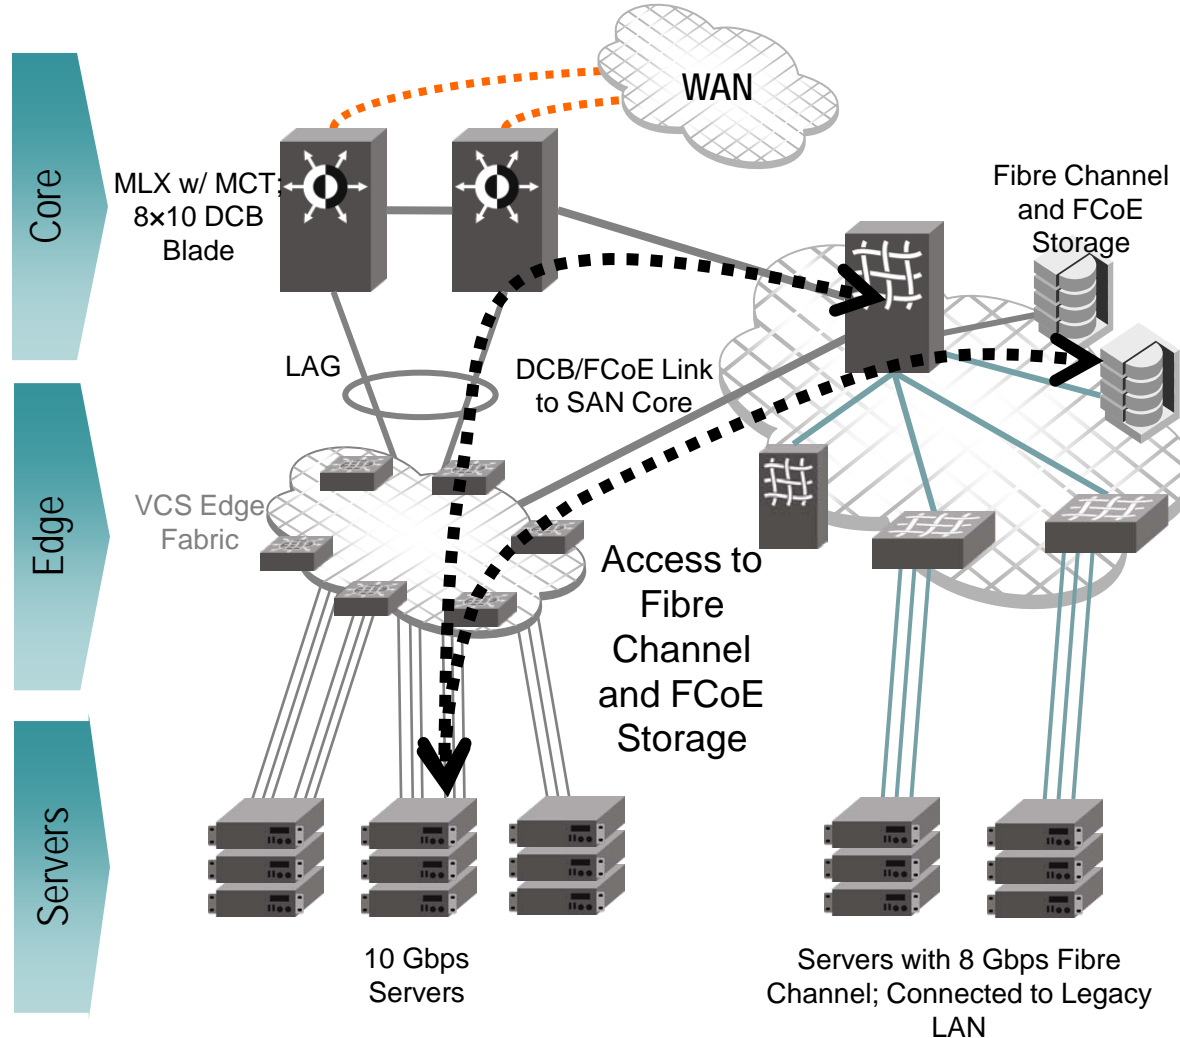 WAN
Core
MLX w/ MCT;
8×10 DCB
Blade
Fibre Channel
and FCoE
Storage
LAG
DCB/FCoE Link
to SAN Core
Edge
VCS Edge
Fabric
Access to
Fibre
Channel
and FCoE
Storage
Servers
10 Gbps
Servers
Servers with 8 Gbps Fibre
Channel; Connected to Legacy
LAN